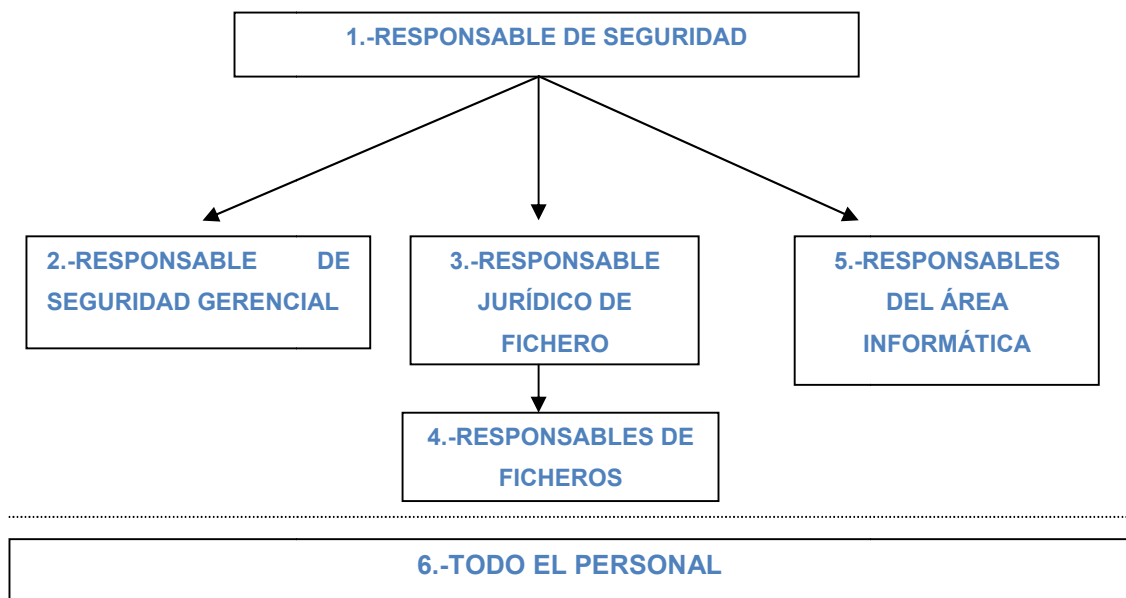 1.-RESPONSABLE DE SEGURIDAD
2.-RESPONSABLE DE
SEGURIDAD GERENCIAL
3.-RESPONSABLE
JURÍDICO DE
FICHERO
5.-RESPONSABLES
DEL ÁREA
INFORMÁTICA
4.-RESPONSABLES DE
FICHEROS
6.-TODO EL PERSONAL